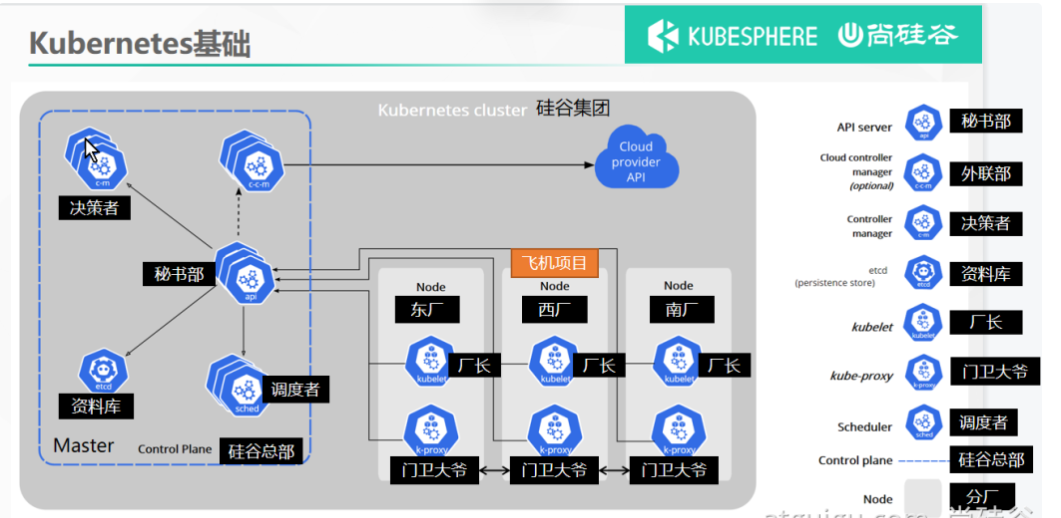 Kubernetes基础
KUBESPHERE 尚硅谷
Kubernetes cluster 硅谷集团
c-m
决策者
c-c-m
Cloud
provider
API
秘书部
api
飞机项目
Node
东厂
Node
西厂
Node
南厂
kubelet
厂长
kubelet
厂长
kubelet
厂长
etcd
资料库
sched
调度者
k-proxy
门卫大爷
k-proxy
门卫大爷
k-proxy
门卫大爷
Master
Control Plane
硅谷总部
API server
api
秘书部
Cloud controller
manager
(optional)
c-c-m
外联部
Controller
manager
c-m
决策者
etcd
(persistence store)
etcd
资料库
kubelet
kubelet
厂长
kube-proxy
k-proxy
门卫大爷
Scheduler
sched
调度者
Control plane
硅谷总部
Node
分厂